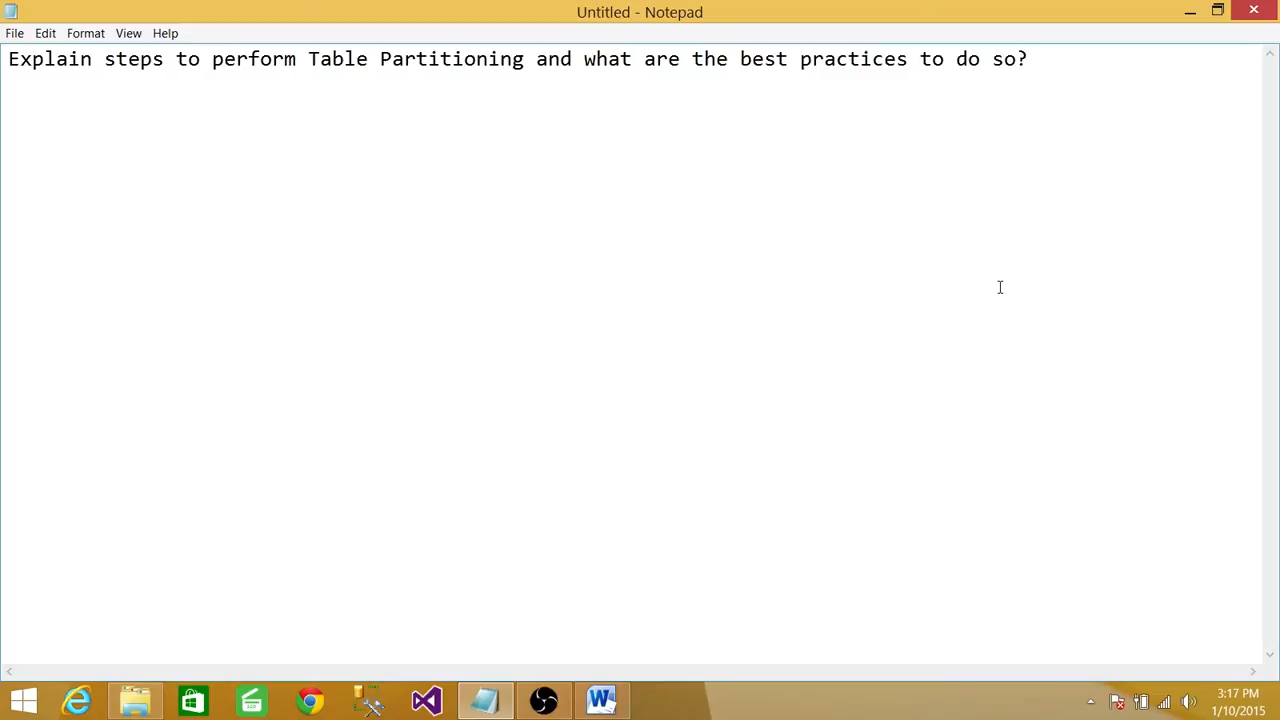 Untitled - Notepad
File Edit Format View Help
Explain steps to perform Table Partitioning and what are the best practices to do so?
3:17 PM
1/10/2015